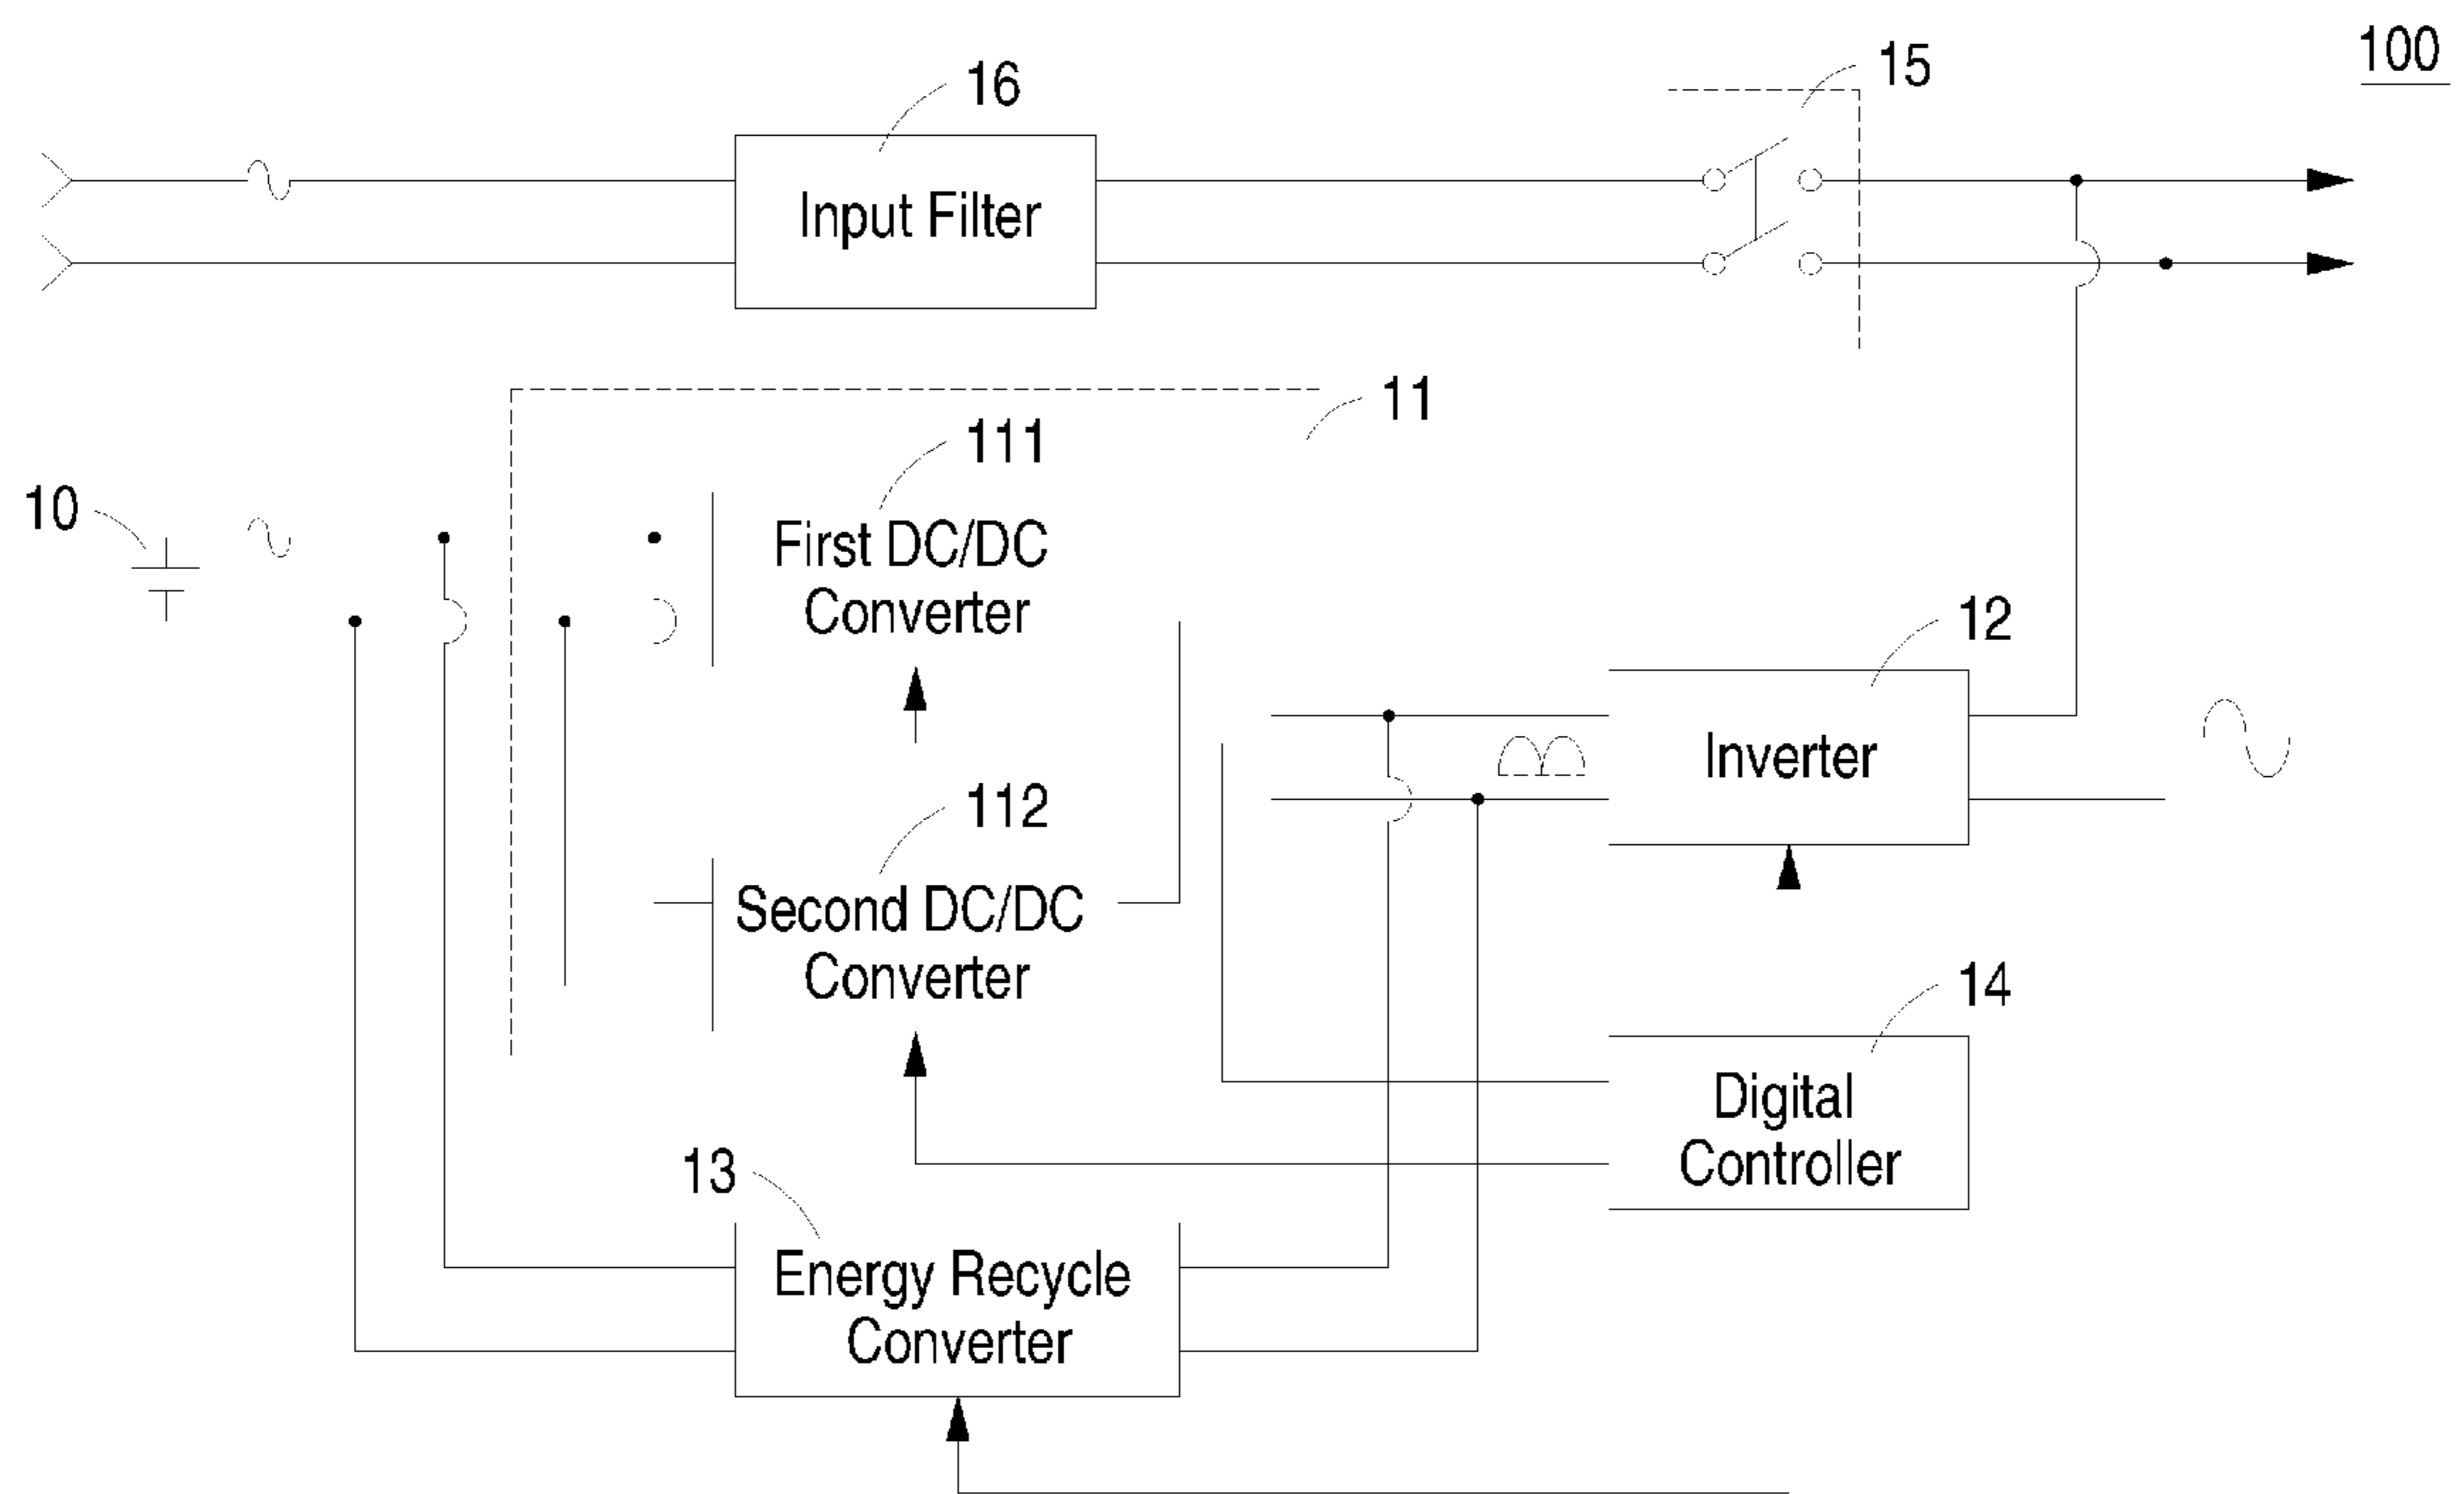 100
16
15
Input Filter
11
111
10
First DC/DC
Converter
12
Inverter
112
Second DC/DC
Converter
14
Digital
Controller
13
Energy Recycle
Converter